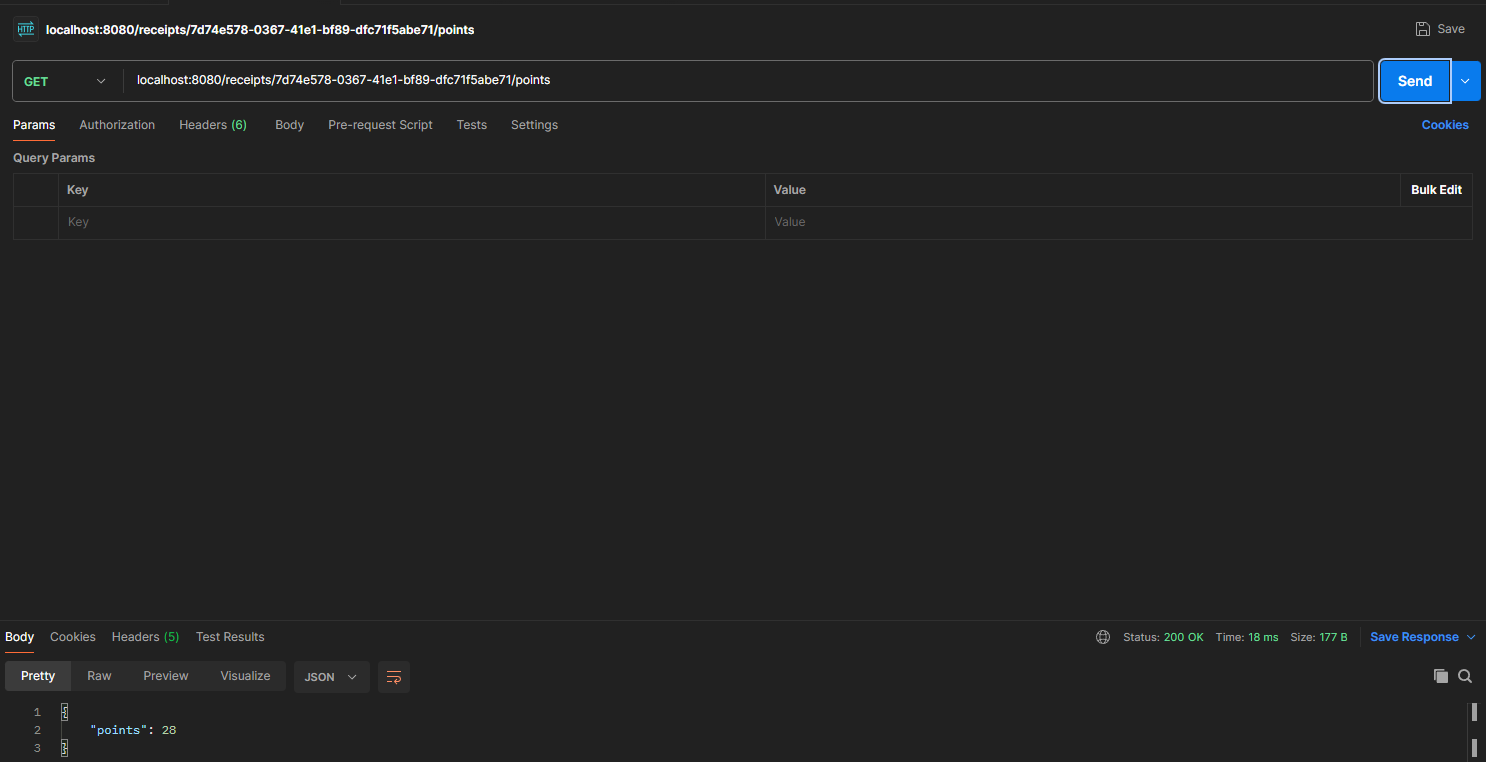 HTTP localhost:8080/receipts/7d74e578-0367-41e1-bf89-dfc71f5abe71/points Save
GET localhost:8080/receipts/7d74e578-0367-41e1-bf89-dfc71f5abe71/points Send
Params Authorization Headers (6) Body Pre-request Script Tests Settings Cookies
Query Params
Key Value Bulk Edit
Key Value
Body Cookies Headers (5) Test Results Status: 200 OK Time: 18 ms Size: 177 B Save Response
Pretty Raw Preview Visualize JSON
1 {
2 "points": 28
3 }